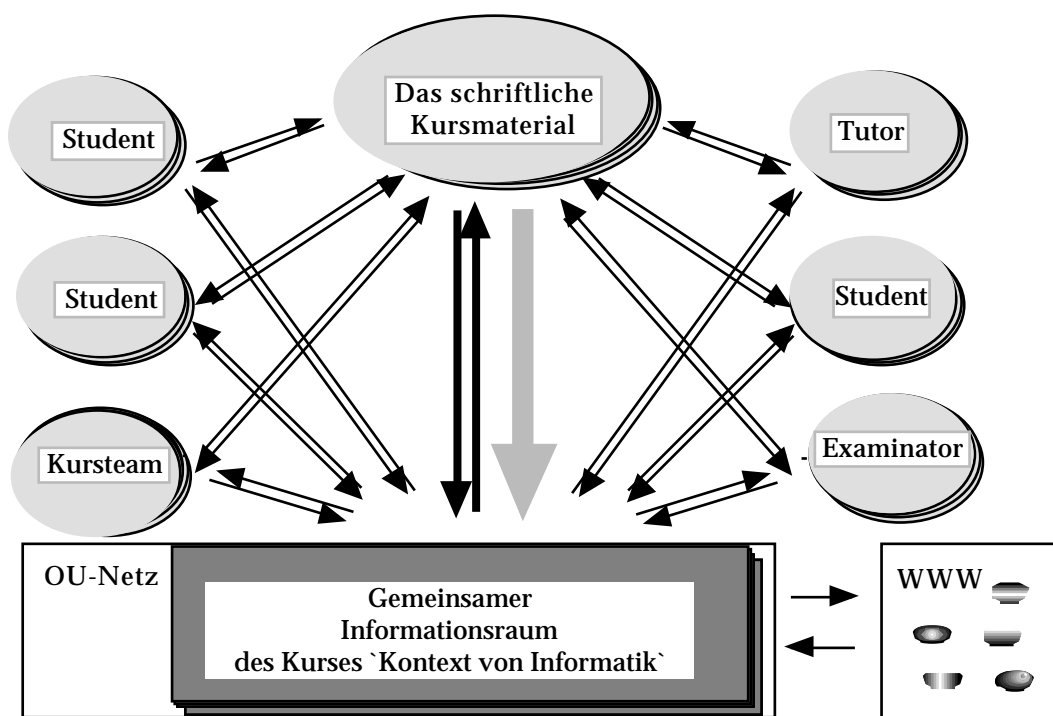 Das schriftliche
Kursmaterial
Student
Tutor
Student
Student
Kursteam
Examinator
OU-Netz
WWW
Gemeinsamer
Informationsraum
des Kurses `Kontext von Informatik`